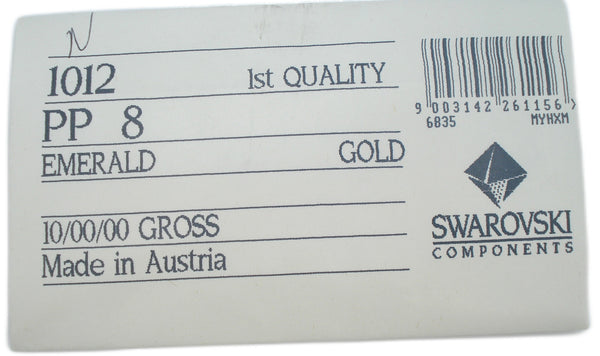 N
1012 1st QUALITY
PP 8
EMERALD GOLD
10/00/00 GROSS
Made in Austria
9 003142 261156 >
6835 MYHXM
SWAROVSKI
COMPONENTS